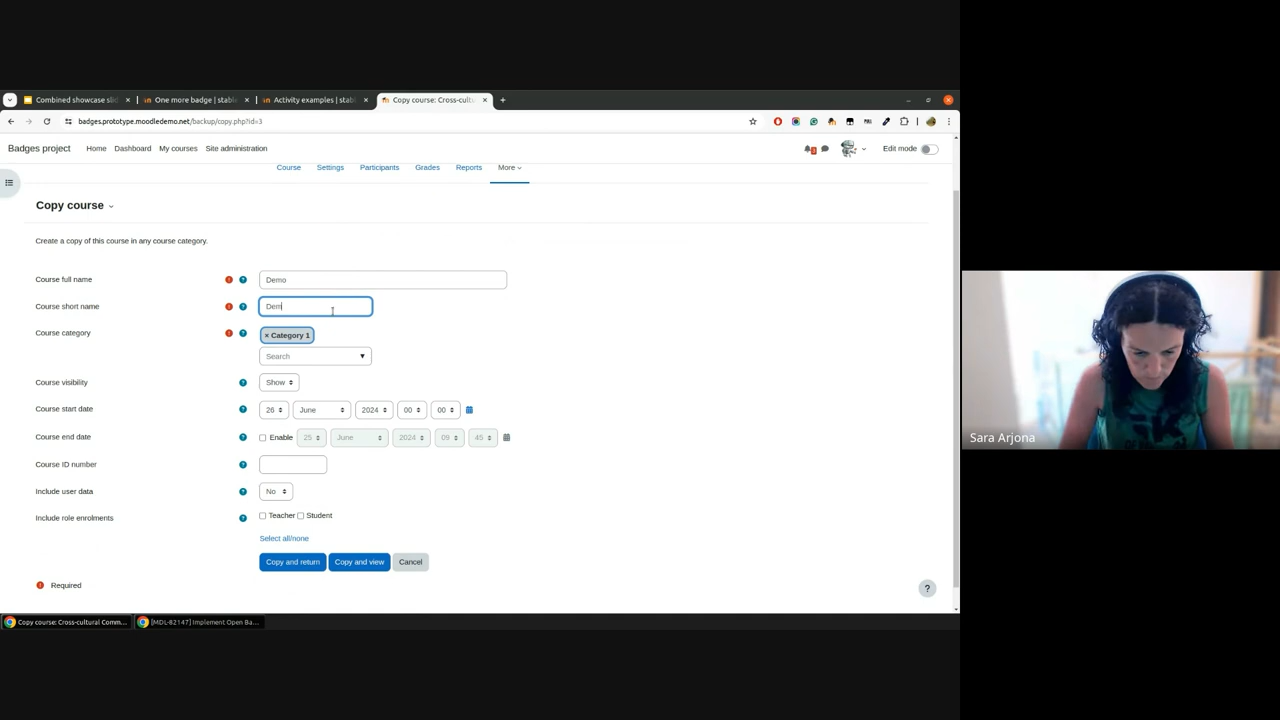 Combined showcase slid
One more badge | stable
Activity examples | stabl
Copy course: Cross-cultu
badges.prototype.moodledemo.net/backup/copy.php?id=3
Badges project
Home
Dashboard
My courses
Site administration
Edit mode
Course
Settings
Participants
Grades
Reports
More
Copy course
Create a copy of this course in any course category.
Course full name
Demo
Course short name
Dem
Course category
× Category 1
Search
Course visibility
Show
Course start date
26 June 2024 00 00
Course end date
Enable 25 June 2024 09 45
Course ID number
Include user data
No
Include role enrolments
Teacher
Student
Select all/none
Copy and return
Copy and view
Cancel
Required
?
Copy course: Cross-cultural Comm...
[MDL-82147] Implement Open Ba...
Sara Arjona